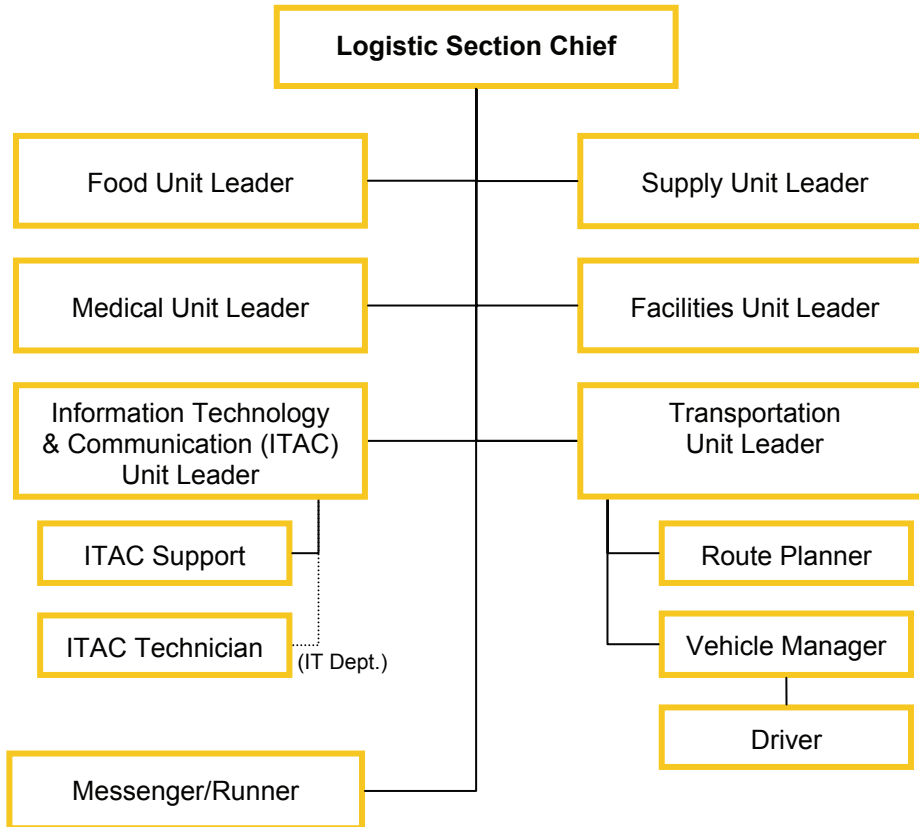 Logistic Section Chief
Food Unit Leader
Supply Unit Leader
Medical Unit Leader
Facilities Unit Leader
Information Technology
& Communication (ITAC)
Unit Leader
Transportation
Unit Leader
ITAC Support
Route Planner
ITAC Technician
(IT Dept.)
Vehicle Manager
Driver
Messenger/Runner